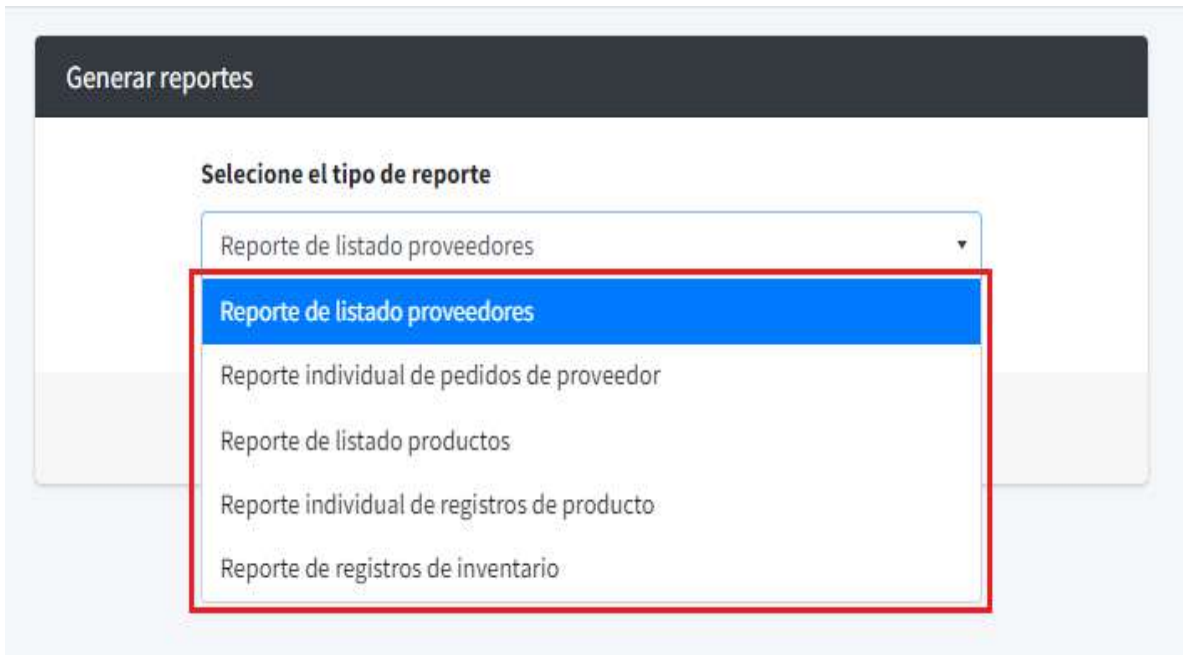 Generar reportes
Selecione el tipo de reporte
Reporte de listado proveedores
Reporte de listado proveedores
Reporte individual de pedidos de proveedor
Reporte de listado productos
Reporte individual de registros de producto
Reporte de registros de inventario